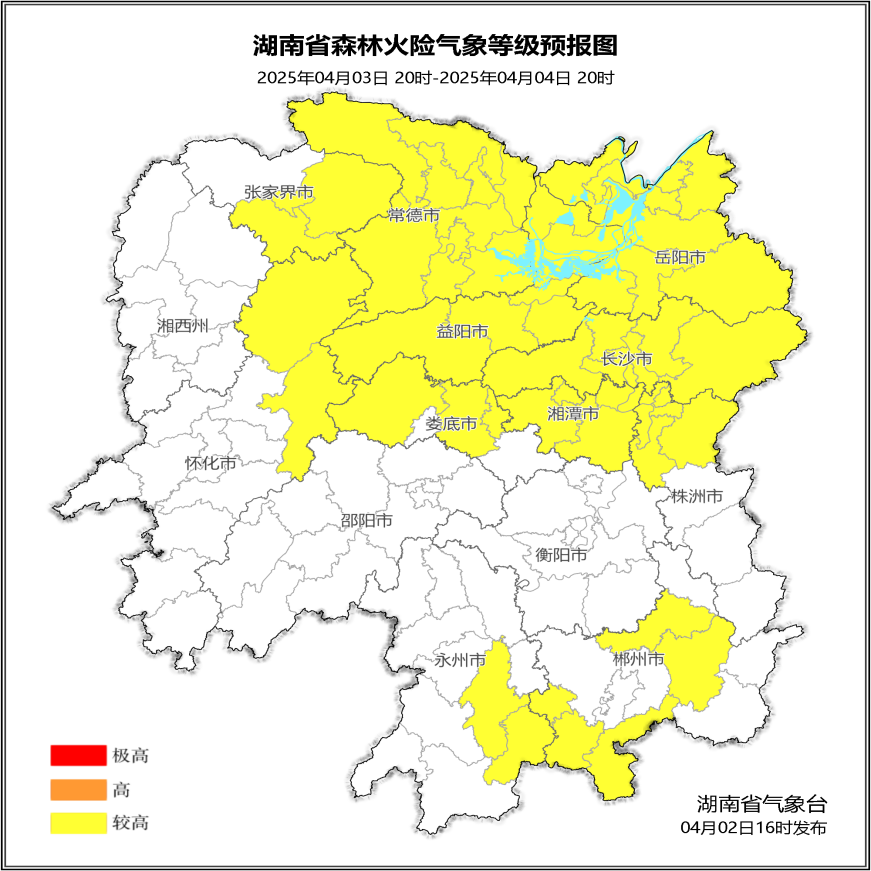 湖南省森林火险气象等级预报图
2025年04月03日 20时-2025年04月04日 20时
张家界市
常德市
岳阳市
湘西州
益阳市
长沙市
湘潭市
娄底市
怀化市
株洲市
邵阳市
衡阳市
永州市
郴州市
极高
高
较高
湖南省气象台
04月02日16时发布